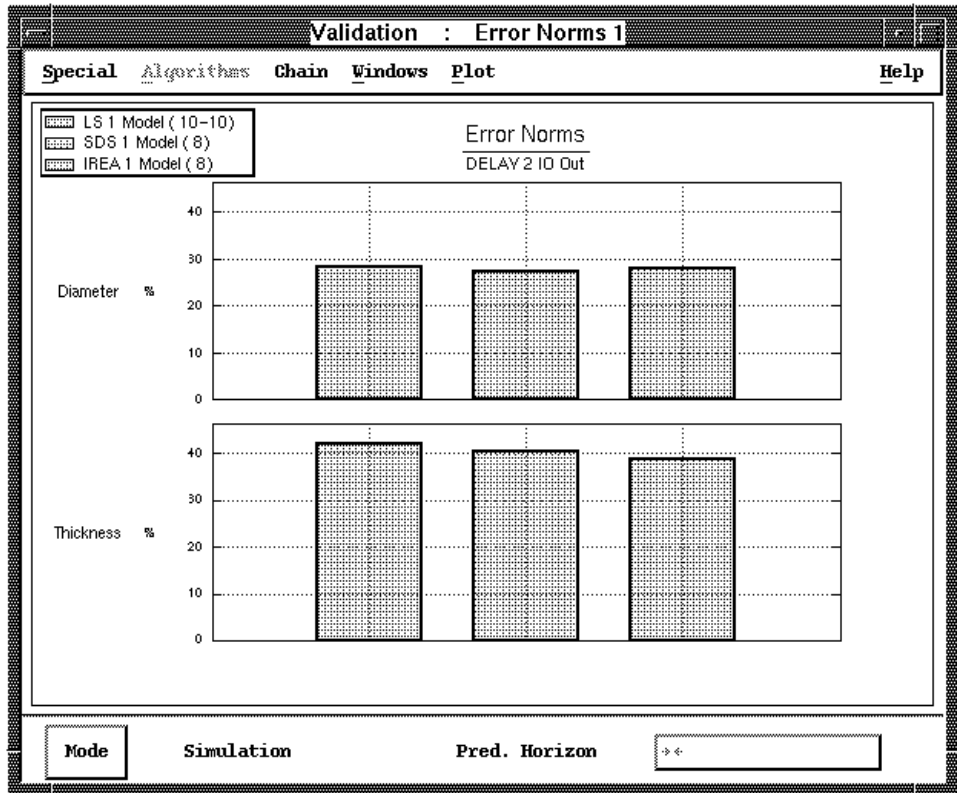 Validation : Error Norms 1
Special Algorithms Chain Windows Plot Help
LS 1 Model ( 10-10)
SDS 1 Model ( 8)
IREA 1 Model ( 8)
Error Norms
DELAY 2 IO Out
40
30
Diameter %
20
10
0
40
30
Thickness %
20
10
0
Mode Simulation Pred. Horizon